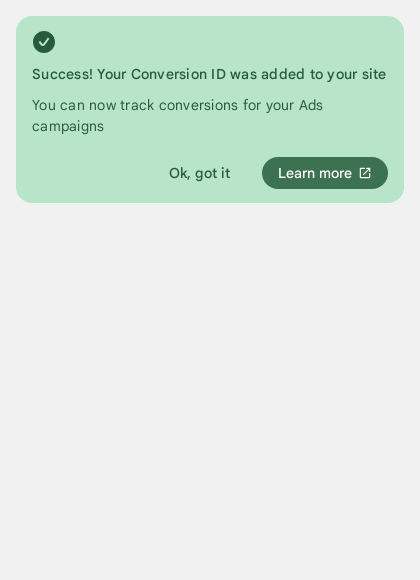 Success! Your Conversion ID was added to your site
You can now track conversions for your Ads
campaigns
Ok, got it
Learn more